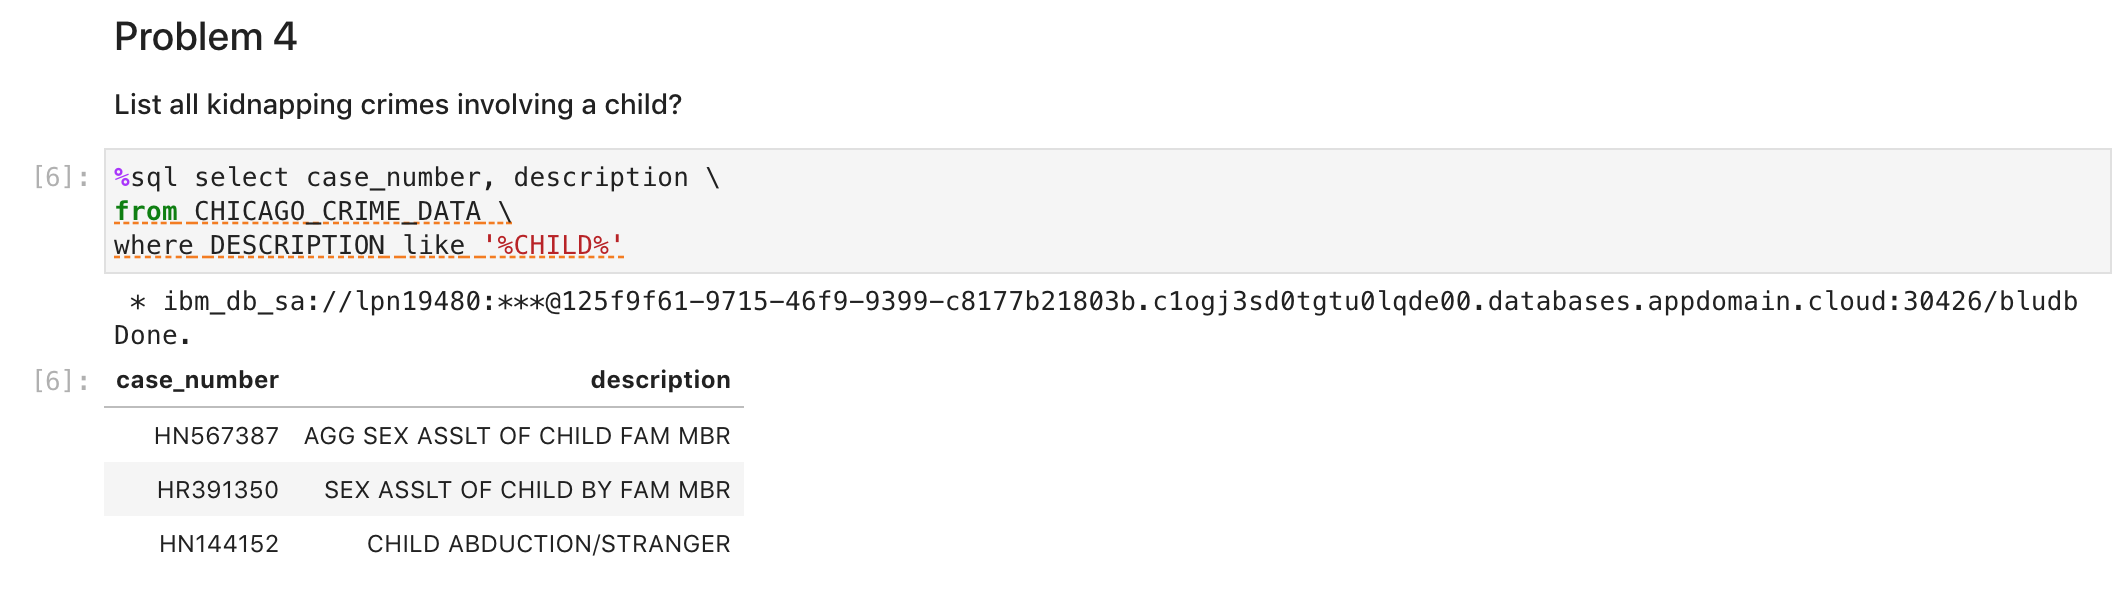 Problem 4
List all kidnapping crimes involving a child?
[6]: %sql select case_number, description \
from CHICAGO_CRIME_DATA \
where DESCRIPTION like '%CHILD%'
* ibm_db_sa://lpn19480:***@125f9f61-9715-46f9-9399-c8177b21803b.c1ogj3sd0tgtu0lqde00.databases.appdomain.cloud:30426/bludb
Done.
[6]: case_number description
HN567387 AGG SEX ASSLT OF CHILD FAM MBR
HR391350 SEX ASSLT OF CHILD BY FAM MBR
HN144152 CHILD ABDUCTION/STRANGER